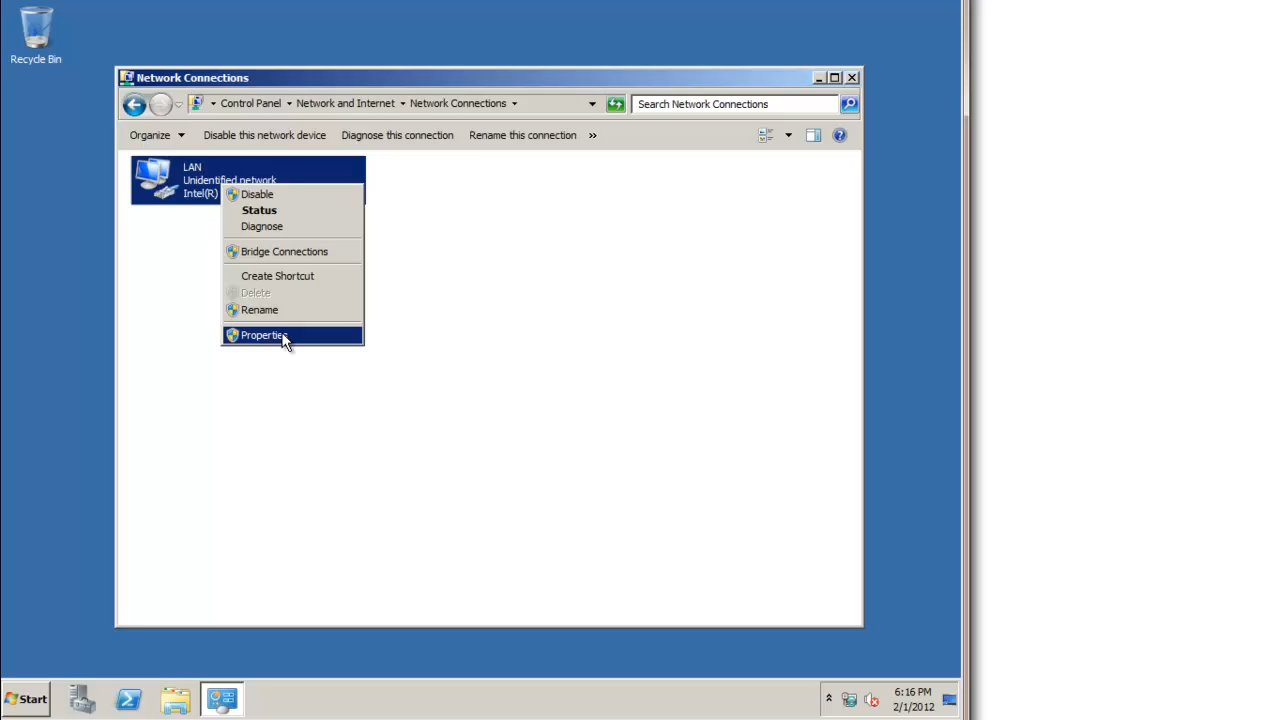 Recycle Bin
Network Connections
Control Panel Network and Internet Network Connections
Search Network Connections
Organize Disable this network device Diagnose this connection Rename this connection »
LAN
Unidentified network
Intel(R)
Disable
Status
Diagnose
Bridge Connections
Create Shortcut
Delete
Rename
Properties
Start
6:16 PM
2/1/2012